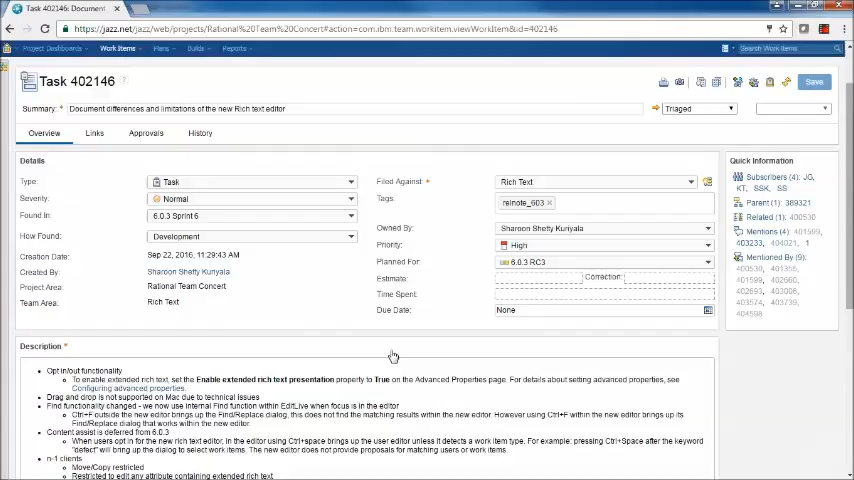 Task 402146: Document
https://jazz.net/jazz/web/projects/Rational%20Team%20Concert#action=com.ibm.team.workitem.viewWorkItem&id=402146
Project Dashboards Work Items Plans Builds Reports Search Work Items
Task 402146
Save
Summary: * Document differences and limitations of the new Rich text editor Triaged
Overview Links Approvals History
Details
Type: Task
Severity: Normal
Found In: 6.0.3 Sprint 6
How Found: Development
Creation Date: Sep 22, 2016, 11:29:43 AM
Created By: Sharoon Shetty Kuriyala
Project Area: Rational Team Concert
Team Area: Rich Text
Filed Against: * Rich Text
Tags: relnote_603 ×
Owned By: Sharoon Shetty Kuriyala
Priority: High
Planned For: 6.0.3 RC3
Estimate: Correction:
Time Spent:
Due Date: None
Quick Information
Subscribers (4): JG,
KT, SSK, SS
Parent (1): 389321
Related (1): 400530
Mentions (4): 401599,
403233, 404021, 1
Mentioned By (9):
400530, 401355,
401599, 402660,
402693, 403006,
403574, 403739,
404598
Description *
• Opt in/out functionality
• To enable extended rich text, set the Enable extended rich text presentation property to True on the Advanced Properties page. For details about setting advanced properties, see
Configuring advanced properties.
• Drag and drop is not supported on Mac due to technical issues
• Find functionality changed - we now use internal Find function within EditLive when focus is in the editor
• Ctrl+F outside the new editor brings up the Find/Replace dialog, this does not find the matching results within the new editor. However using Ctrl+F within the new editor brings up its
Find/Replace dialog that works within the new editor.
• Content assist is deferred from 6.0.3
• When users opt in for the new rich text editor, in the editor using Ctrl+space brings up the user editor unless it detects a work item type. For example: pressing Ctrl+Space after the keyword
"defect" will bring up the dialog to select work items. The new editor does not provide proposals for matching users or work items
• n-1 clients
• Move/Copy restricted
• Restricted to edit any attribute containing extended rich text